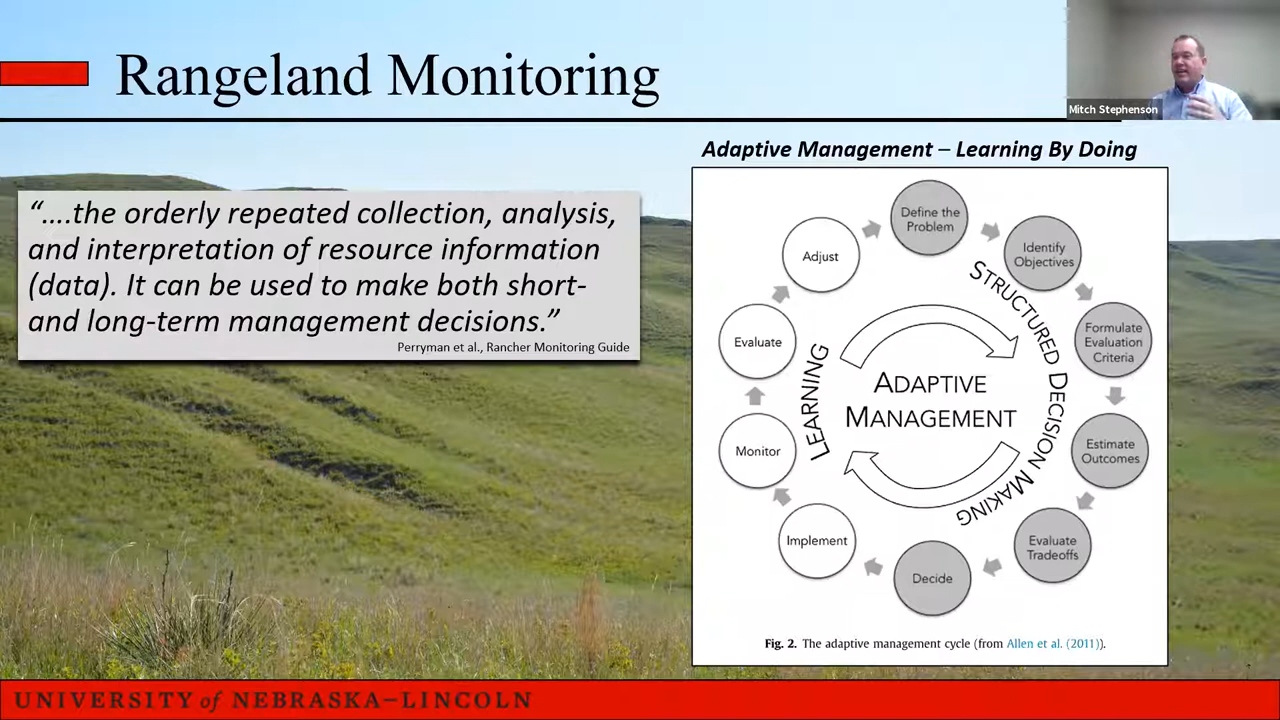 Rangeland Monitoring
Mitch Stephenson
“….the orderly repeated collection, analysis,
and interpretation of resource information
(data). It can be used to make both short-
and long-term management decisions.”
Perryman et al., Rancher Monitoring Guide
Adaptive Management – Learning By Doing
Define the
Problem
Identify
Objectives
Formulate
Evaluation
Criteria
Estimate
Outcomes
Evaluate
Tradeoffs
Decide
Implement
Monitor
Evaluate
Adjust
STRUCTURED DECISION MAKING
LEARNING
ADAPTIVE
MANAGEMENT
Fig. 2. The adaptive management cycle (from Allen et al. (2011)).
UNIVERSITY of NEBRASKA–LINCOLN